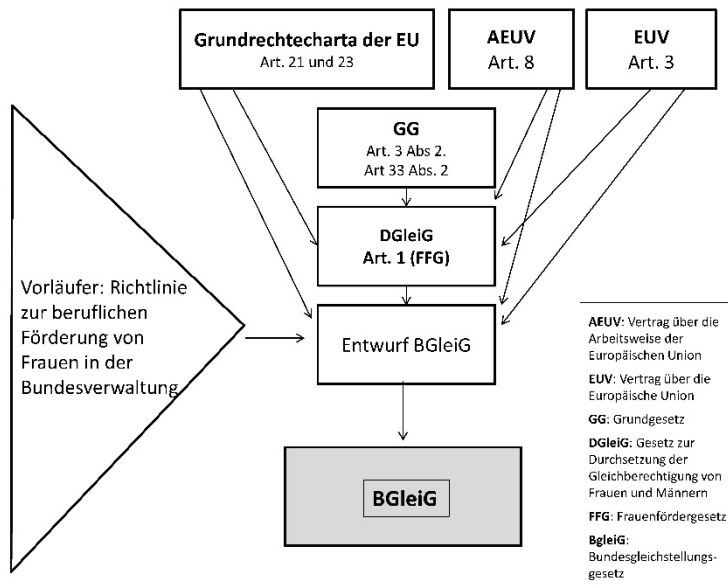 Grundrechtecharta der EU
Art. 21 und 23
AEUV
Art. 8
EUV
Art. 3
GG
Art. 3 Abs 2.
Art 33 Abs. 2
DGleiG
Art. 1 (FFG)
Vorläufer: Richtlinie
zur beruflichen
Förderung von
Frauen in der
Bundesverwaltung
Entwurf BGleiG
BGleiG
AEUV: Vertrag über die
Arbeitsweise der
Europäischen Union
EUV: Vertrag über die
Europäische Union
GG: Grundgesetz
DGleiG: Gesetz zur
Durchsetzung der
Gleichberechtigung von
Frauen und Männern
FFG: Frauenfördergesetz
BgleiG:
Bundesgleichstellungs-
gesetz